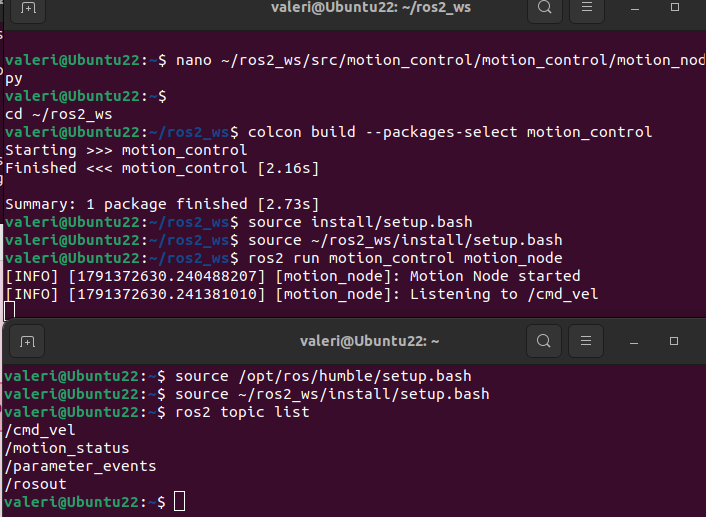 valeri@Ubuntu22: ~/ros2_ws
valeri@Ubuntu22:~$ nano ~/ros2_ws/src/motion_control/motion_control/motion_nod
py
valeri@Ubuntu22:~$
cd ~/ros2_ws
valeri@Ubuntu22:~/ros2_ws$ colcon build --packages-select motion_control
Starting >>> motion_control
Finished <<< motion_control [2.16s]
Summary: 1 package finished [2.73s]
valeri@Ubuntu22:~/ros2_ws$ source install/setup.bash
valeri@Ubuntu22:~/ros2_ws$ source ~/ros2_ws/install/setup.bash
valeri@Ubuntu22:~/ros2_ws$ ros2 run motion_control motion_node
[INFO] [1791372630.240488207] [motion_node]: Motion Node started
[INFO] [1791372630.241381010] [motion_node]: Listening to /cmd_vel
valeri@Ubuntu22: ~
valeri@Ubuntu22:~$ source /opt/ros/humble/setup.bash
valeri@Ubuntu22:~$ source ~/ros2_ws/install/setup.bash
valeri@Ubuntu22:~$ ros2 topic list
/cmd_vel
/motion_status
/parameter_events
/rosout
valeri@Ubuntu22:~$